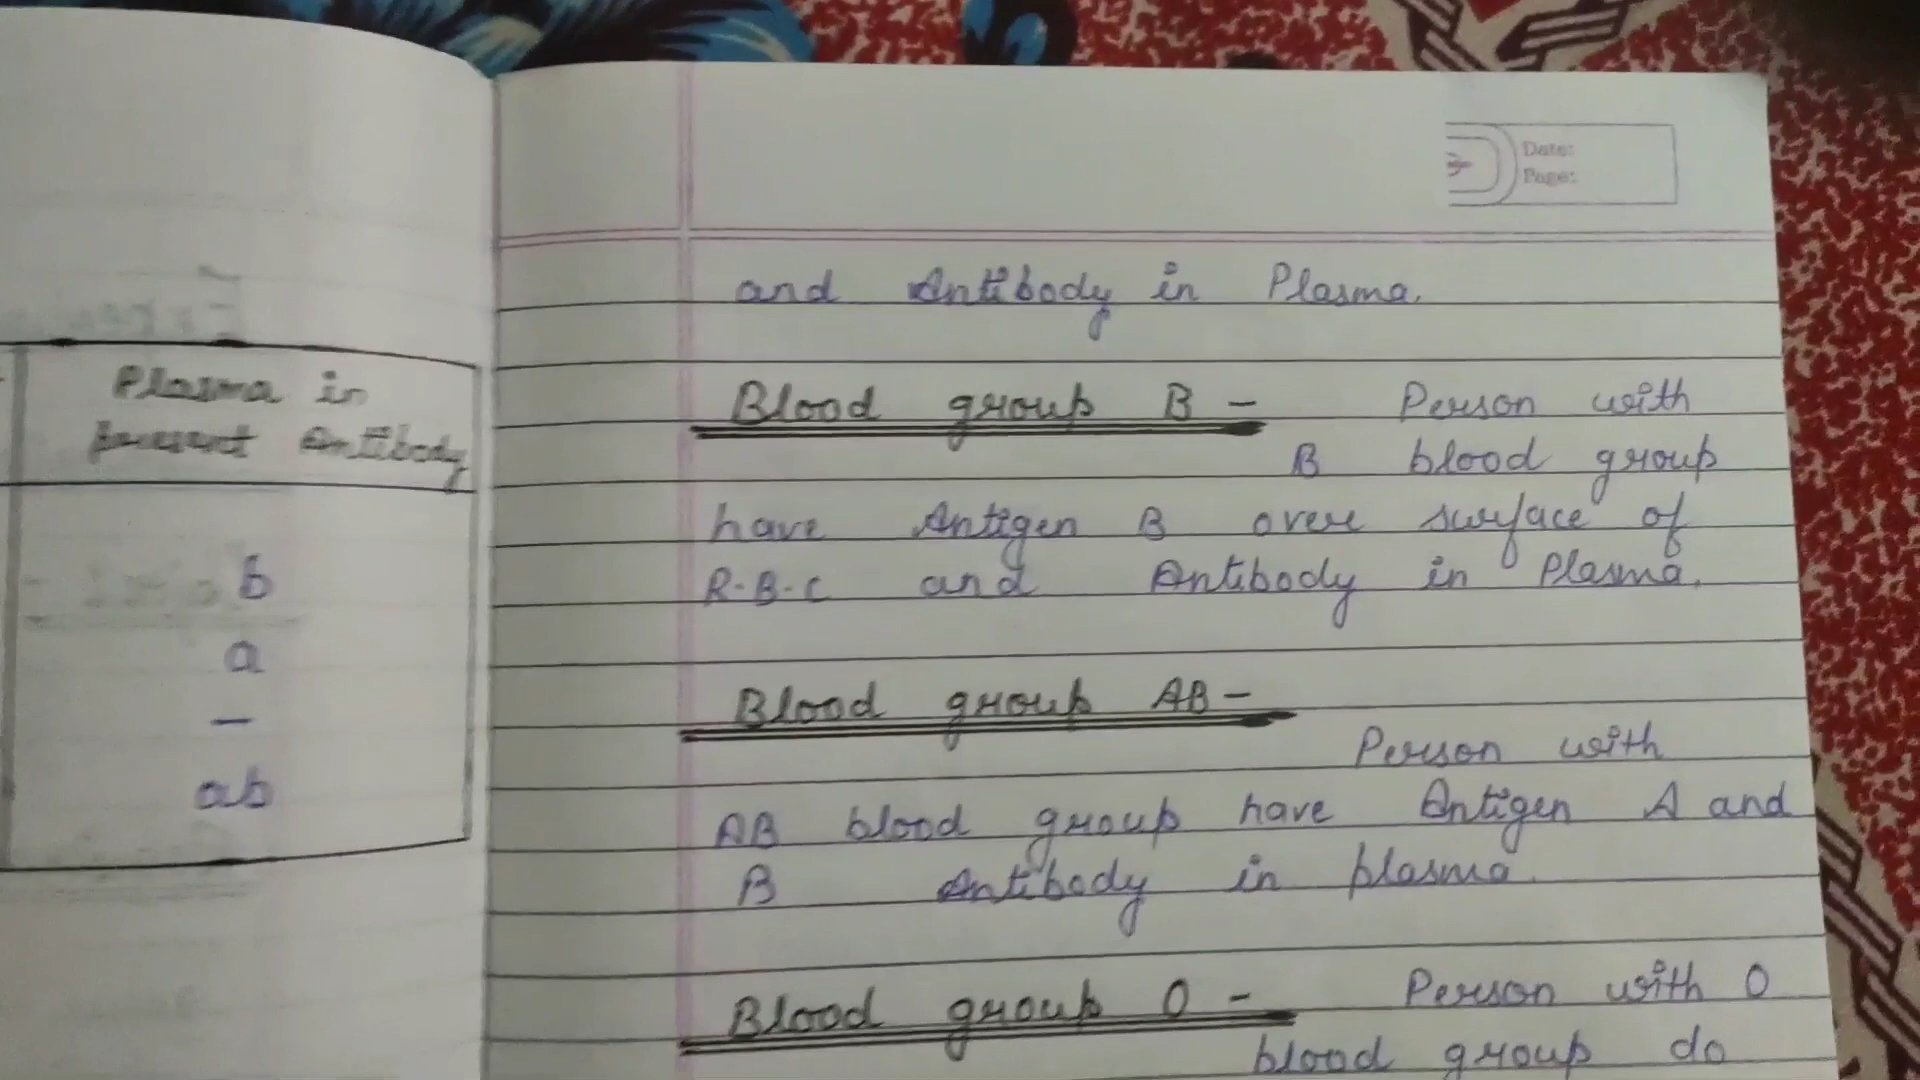 Plasma in
present Antibody
b
a
—
ab
Date:
Page:
and Antibody in Plasma.
Blood group B - Person with
B blood group
have Antigen B over surface of
R-B-C and Antibody in Plasma.
Blood group AB -
Person with
AB blood group have Antigen A and
B Antibody in plasma.
Blood group O - Person with O
blood group do